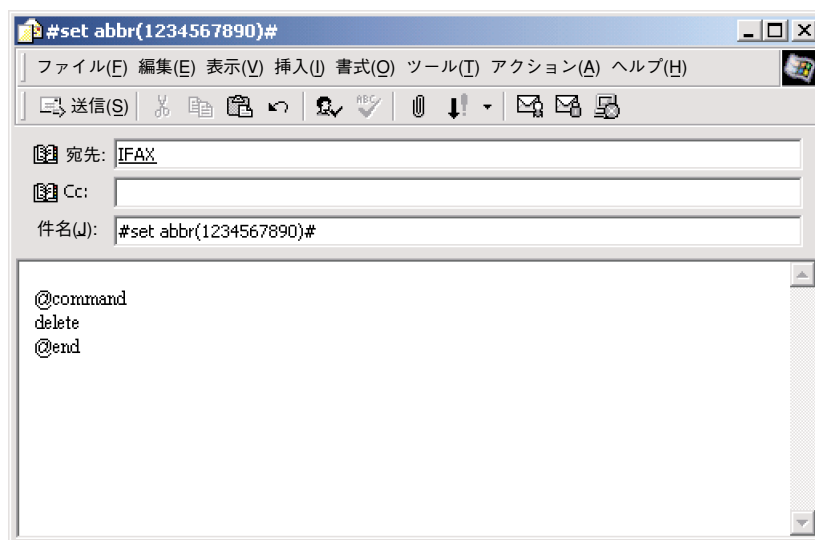 #set abbr(1234567890)#
ファイル(F) 編集(E) 表示(V) 挿入(I) 書式(O) ツール(T) アクション(A) ヘルプ(H)
送信(S) ABC
宛先: IFAX
Cc:
件名(J): #set abbr(1234567890)#
@command
delete
@end